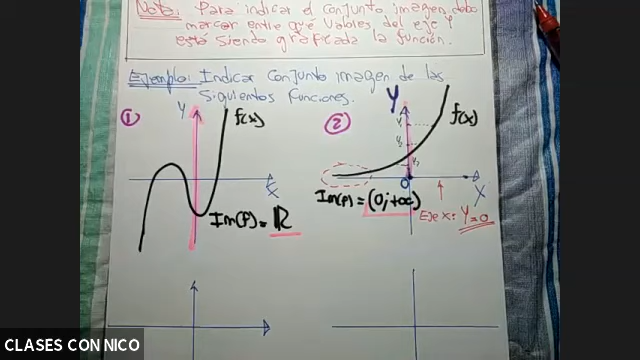 Nota: Para indicar el conjunto imagen debo
marcar entre qué valores del eje Y
está siendo graficada la función.
Ejemplo: Indicar conjunto imagen de las
siguientes funciones.
① Y f(x)
X
Im(f) = ℝ
② Y f(x)
0 X
Im(f) = (0; +∞)
Eje x: Y=0
CLASES CON NICO